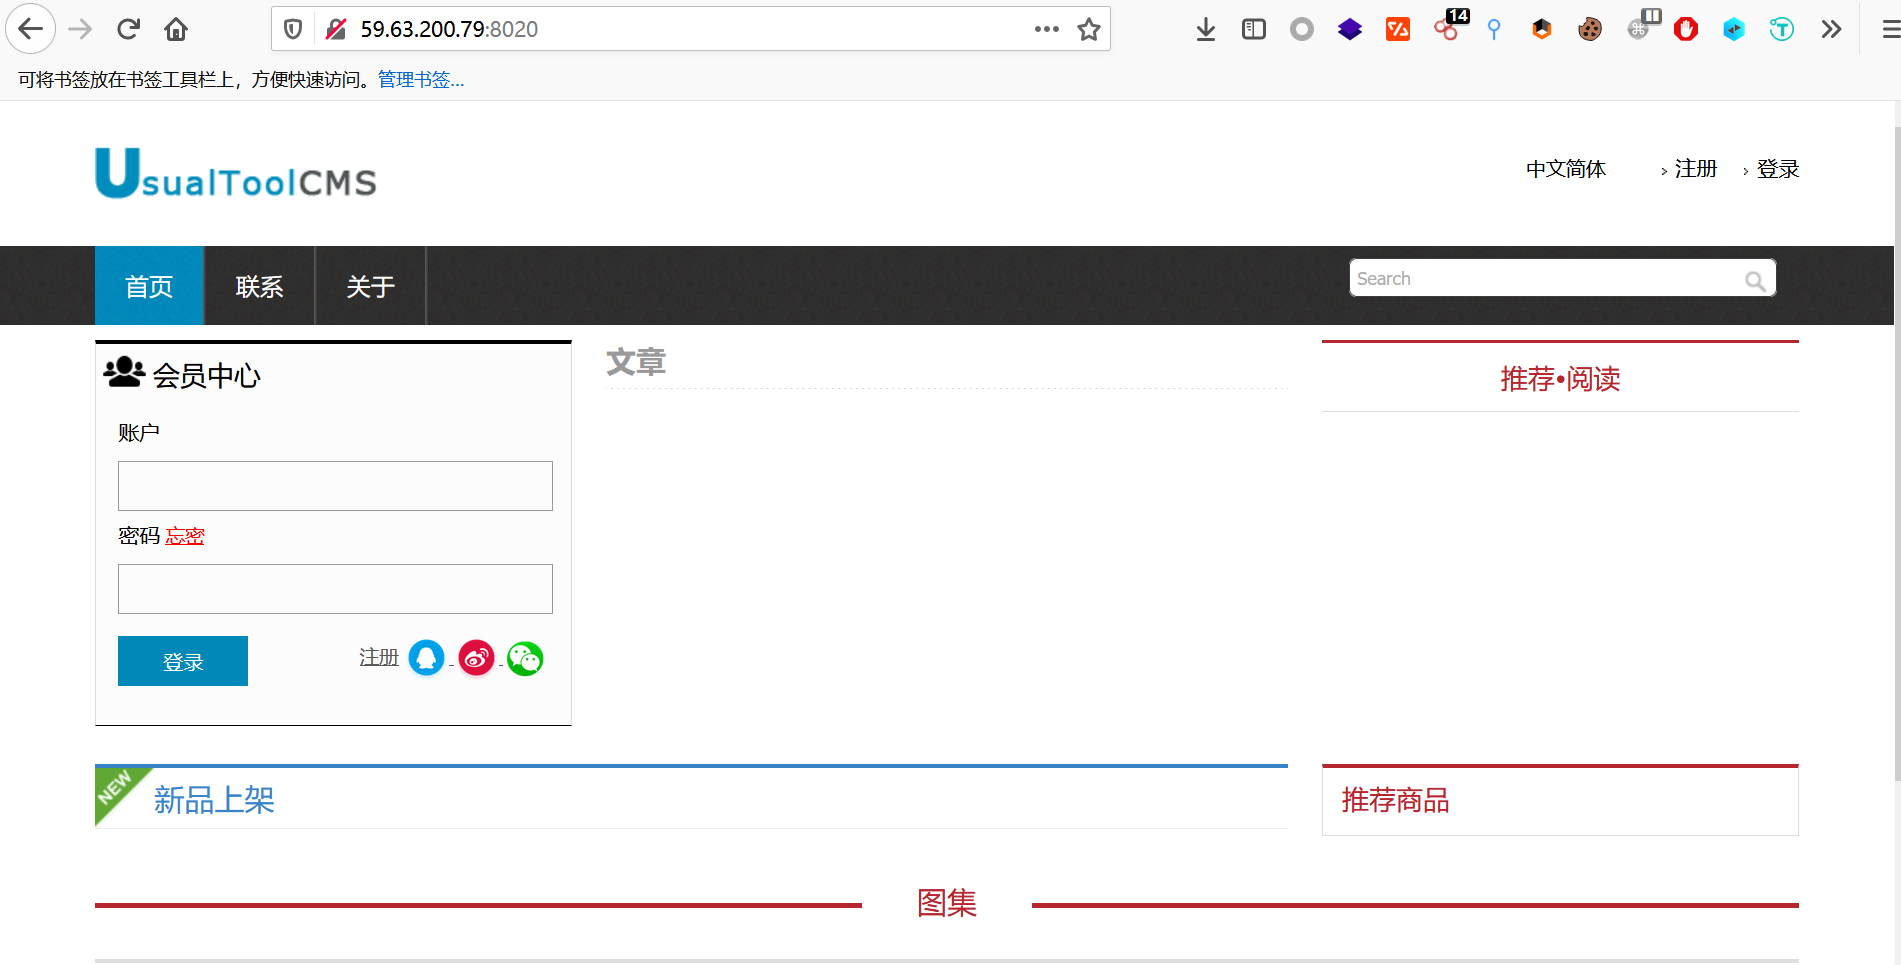 59.63.200.79:8020
14
可将书签放在书签工具栏上，方便快速访问。管理书签...
UsualToolCMS
中文简体 注册 登录
首页 联系 关于 Search
会员中心
账户
密码 忘密
登录 注册
文章
推荐•阅读
NEW 新品上架
推荐商品
图集